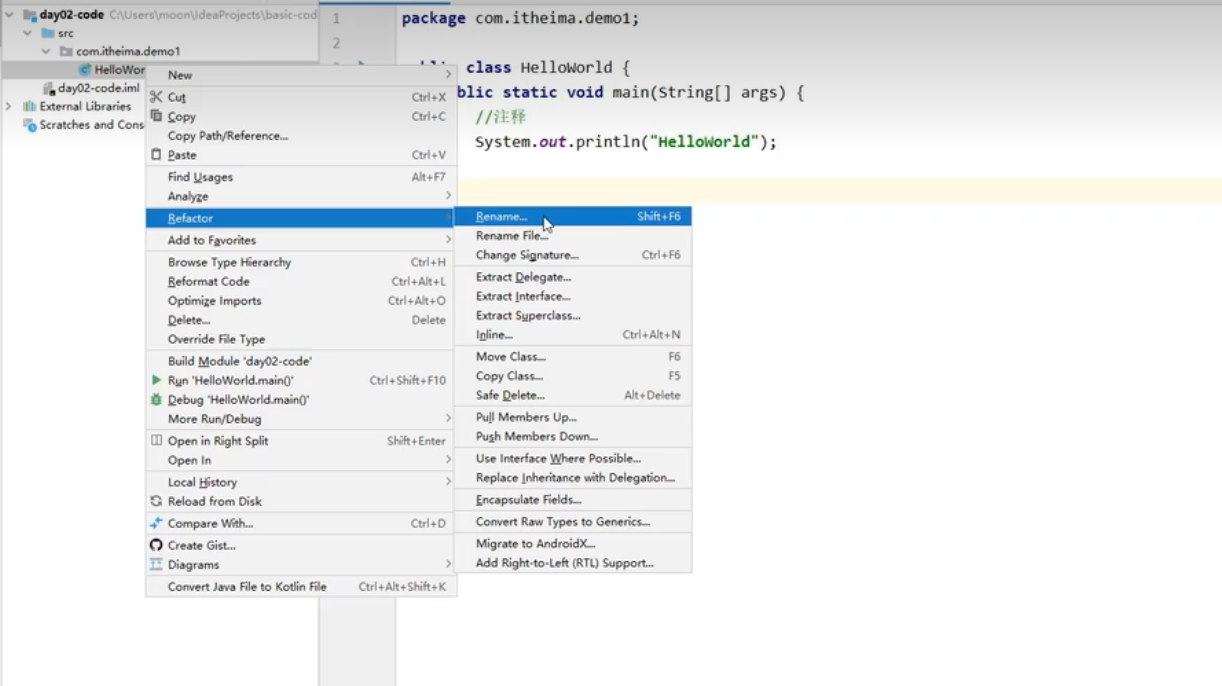 day02-code C:\Users\moon\IdeaProjects\basic-cod
src
com.itheima.demo1
HelloWor
day02-code.iml
External Libraries
Scratches and Cons
1
2
package com.itheima.demo1;
class HelloWorld {
blic static void main(String[] args) {
//注释
System.out.println("HelloWorld");
New
Cut Ctrl+X
Copy Ctrl+C
Copy Path/Reference...
Paste Ctrl+V
Find Usages Alt+F7
Analyze
Refactor
Add to Favorites
Browse Type Hierarchy Ctrl+H
Reformat Code Ctrl+Alt+L
Optimize Imports Ctrl+Alt+O
Delete... Delete
Override File Type
Build Module 'day02-code'
Run 'HelloWorld.main()' Ctrl+Shift+F10
Debug 'HelloWorld.main()'
More Run/Debug
Open in Right Split Shift+Enter
Open In
Local History
Reload from Disk
Compare With... Ctrl+D
Create Gist...
Diagrams
Convert Java File to Kotlin File Ctrl+Alt+Shift+K
Rename... Shift+F6
Rename File...
Change Signature... Ctrl+F6
Extract Delegate...
Extract Interface...
Extract Superclass...
Inline... Ctrl+Alt+N
Move Class... F6
Copy Class... F5
Safe Delete... Alt+Delete
Pull Members Up...
Push Members Down...
Use Interface Where Possible...
Replace Inheritance with Delegation...
Encapsulate Fields...
Convert Raw Types to Generics...
Migrate to AndroidX...
Add Right-to-Left (RTL) Support...